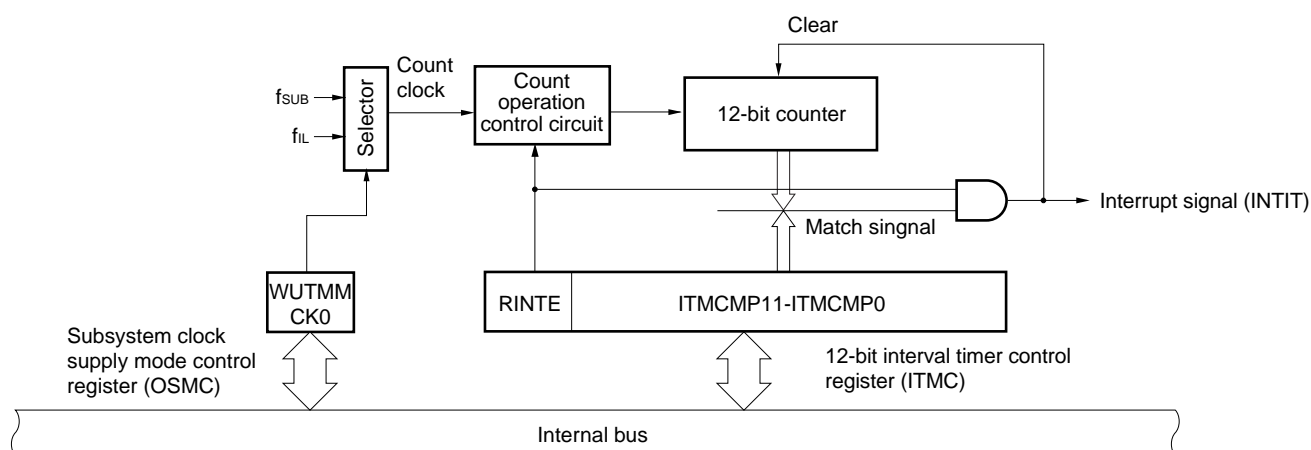 Clear
Count
clock
fSUB
fIL
Selector
Count
operation
control circuit
12-bit counter
Match singnal
Interrupt signal (INTIT)
WUTMM
CK0
RINTE
ITMCMP11-ITMCMP0
Subsystem clock
supply mode control
register (OSMC)
12-bit interval timer control
register (ITMC)
Internal bus